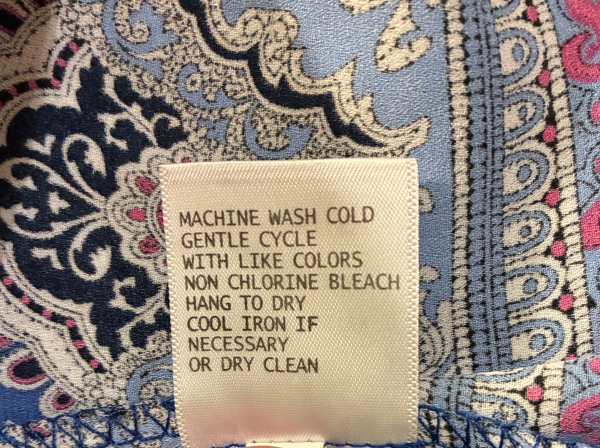 MACHINE WASH COLD
GENTLE CYCLE
WITH LIKE COLORS
NON CHLORINE BLEACH
HANG TO DRY
COOL IRON IF
NECESSARY
OR DRY CLEAN